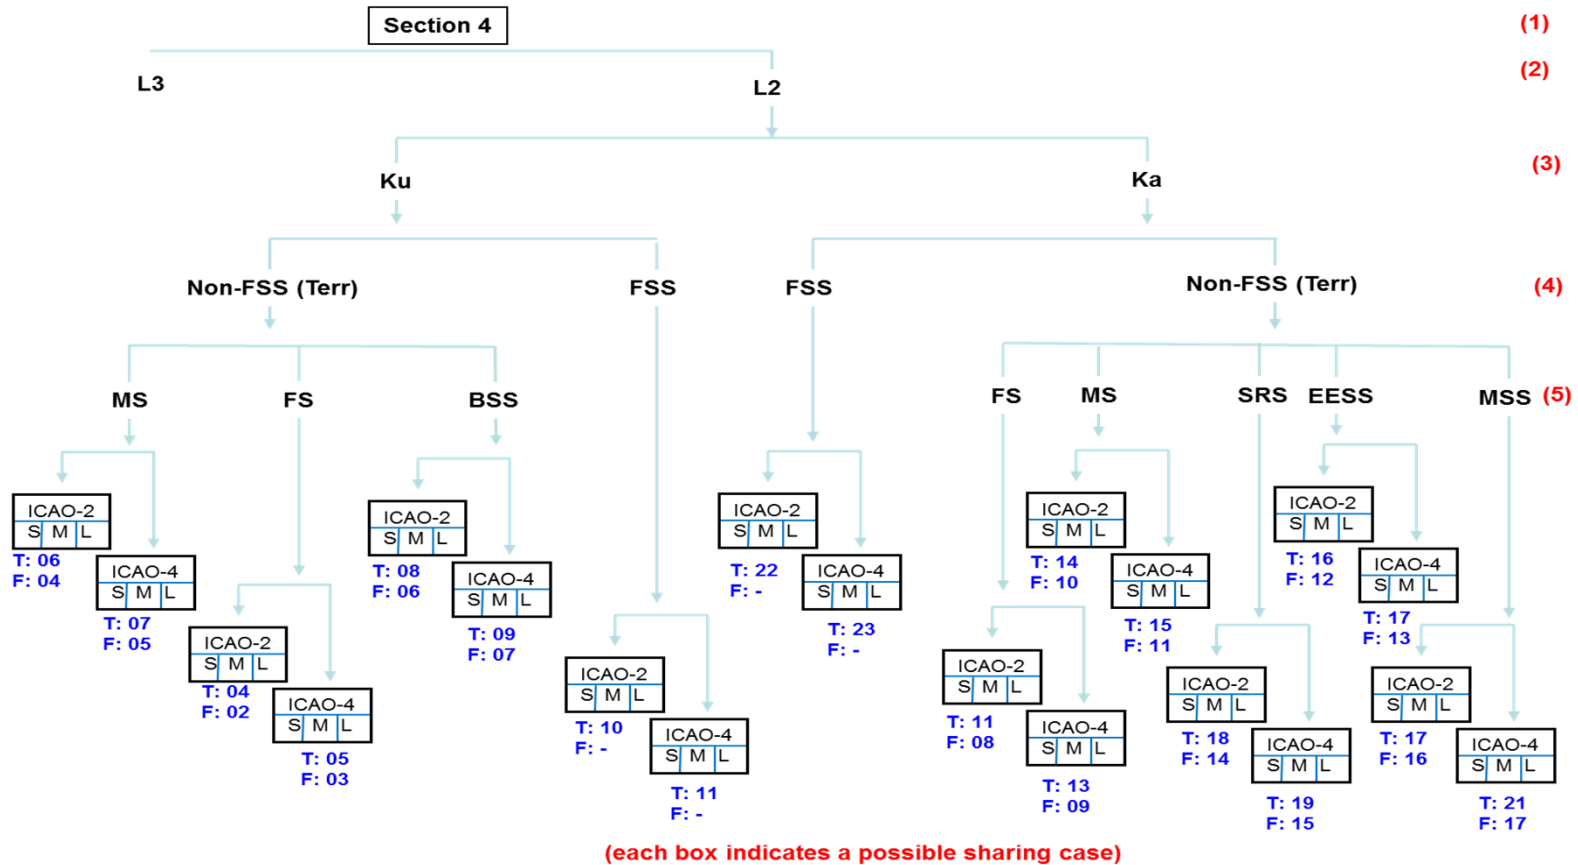 Section 4
(1)
L3
L2
(2)
Ku
Ka
(3)
Non-FSS (Terr)
FSS
FSS
Non-FSS (Terr)
(4)
MS
FS
BSS
FS
MS
SRS
EESS
MSS
(5)
ICAO-2
S M L
T: 06
F: 04
ICAO-4
S M L
T: 07
F: 05
ICAO-2
S M L
T: 04
F: 02
ICAO-4
S M L
T: 05
F: 03
ICAO-2
S M L
T: 08
F: 06
ICAO-4
S M L
T: 09
F: 07
ICAO-2
S M L
T: 10
F: -
ICAO-4
S M L
T: 11
F: -
ICAO-2
S M L
T: 22
F: -
ICAO-4
S M L
T: 23
F: -
ICAO-2
S M L
T: 11
F: 08
ICAO-4
S M L
T: 13
F: 09
ICAO-2
S M L
T: 14
F: 10
ICAO-4
S M L
T: 15
F: 11
ICAO-2
S M L
T: 18
F: 14
ICAO-4
S M L
T: 19
F: 15
ICAO-2
S M L
T: 16
F: 12
ICAO-4
S M L
T: 17
F: 13
ICAO-2
S M L
T: 17
F: 16
ICAO-4
S M L
T: 21
F: 17
(each box indicates a possible sharing case)